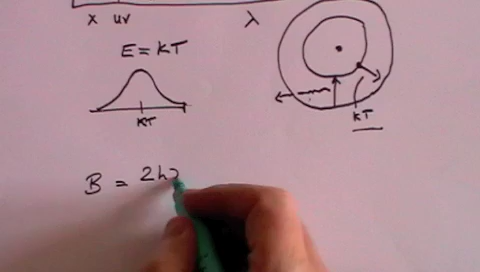 x uv λ
E = KT
KT
KT
B = 2h